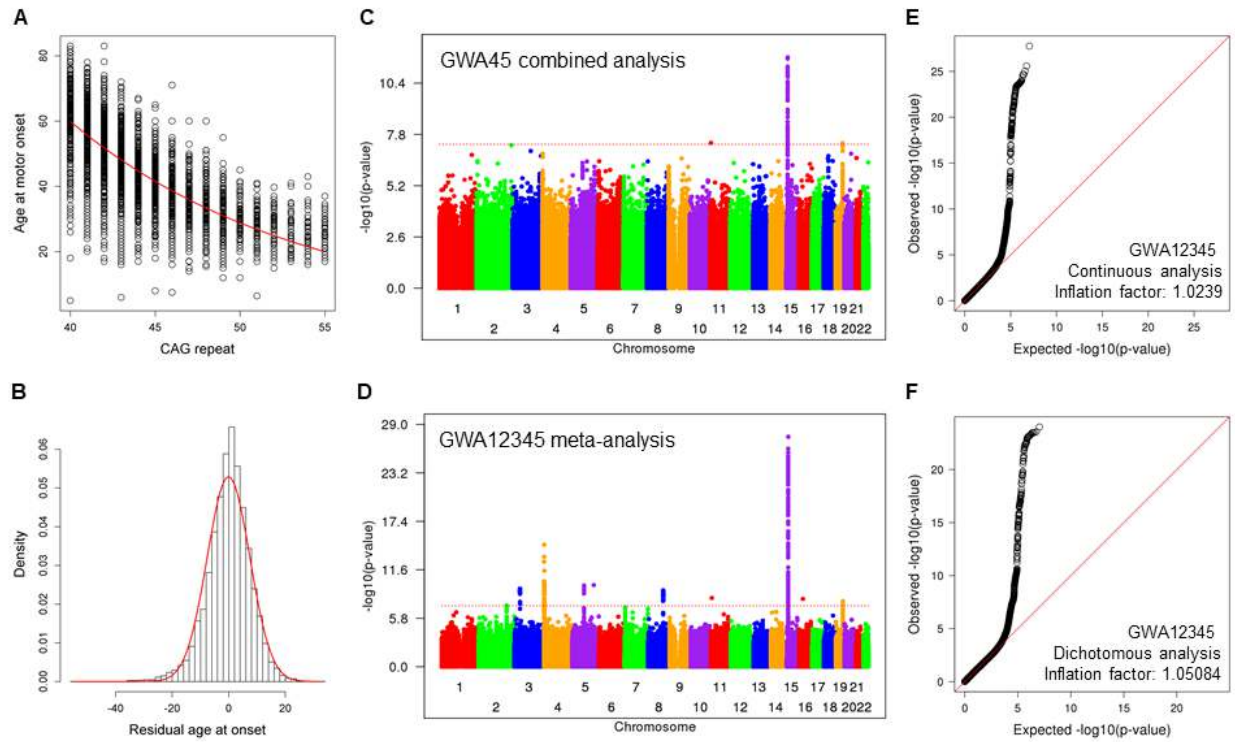 A
Age at motor onset
80
60
40
20
40
45
50
55
CAG repeat
B
Density
0.06
0.05
0.04
0.03
0.02
0.01
0.00
-40
-20
0
20
Residual age at onset
C
GWA45 combined analysis
-log10(p-value)
10.4
7.8
5.2
2.6
0.0
1 3 5 7 9 11 13 15 17 19 21
2 4 6 8 10 12 14 16 18 2022
Chromosome
D
GWA12345 meta-analysis
-log10(p-value)
29.0
23.2
17.4
11.6
5.8
0.0
1 3 5 7 9 11 13 15 17 19 21
2 4 6 8 10 12 14 16 18 2022
Chromosome
E
Observed -log10(p-value)
25
20
15
10
5
0
GWA12345
Continuous analysis
Inflation factor: 1.0239
0 5 10 15 20 25
Expected -log10(p-value)
F
Observed -log10(p-value)
20
15
10
5
0
GWA12345
Dichotomous analysis
Inflation factor: 1.05084
0 5 10 15 20
Expected -log10(p-value)